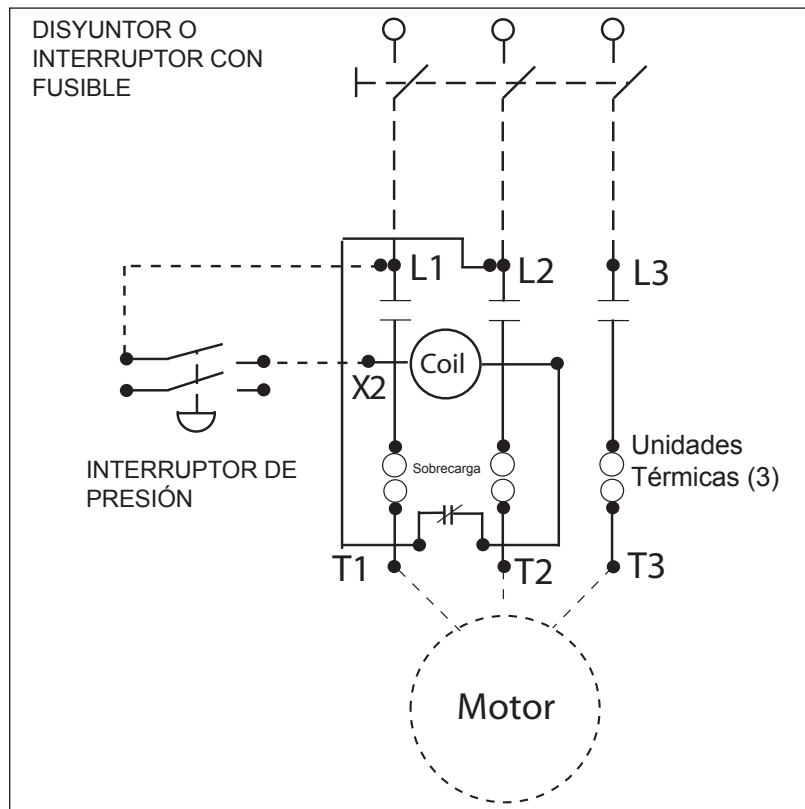 DISYUNTOR O
INTERRUPTOR CON
FUSIBLE
L1
L2
L3
Coil
X2
INTERRUPTOR DE
PRESIÓN
Sobrecarga
Unidades
Térmicas (3)
T1
T2
T3
Motor